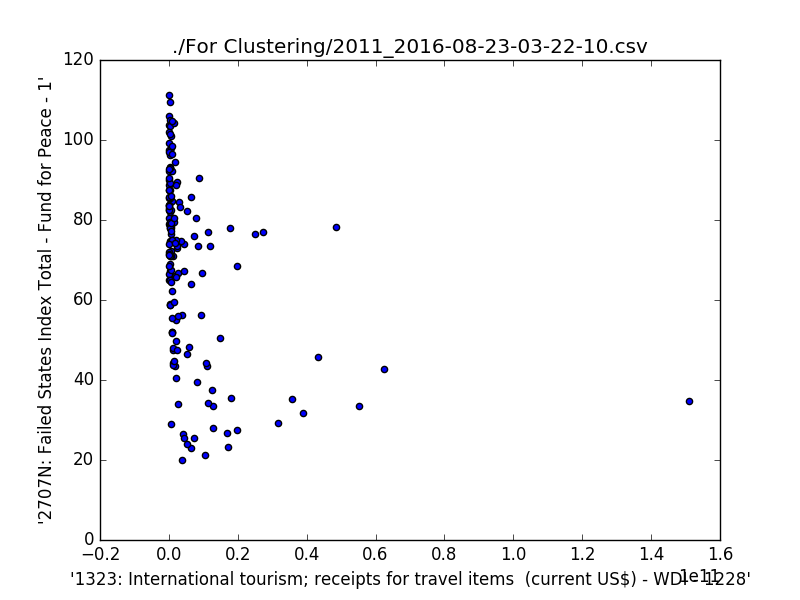 ./For Clustering/2011_2016-08-23-03-22-10.csv
120
100
80
60
40
20
0
'2707N: Failed States Index Total - Fund for Peace - 1'
−0.2 0.0 0.2 0.4 0.6 0.8 1.0 1.2 1.4 1.6
1e11
'1323: International tourism; receipts for travel items (current US$) - WDI - 1228'